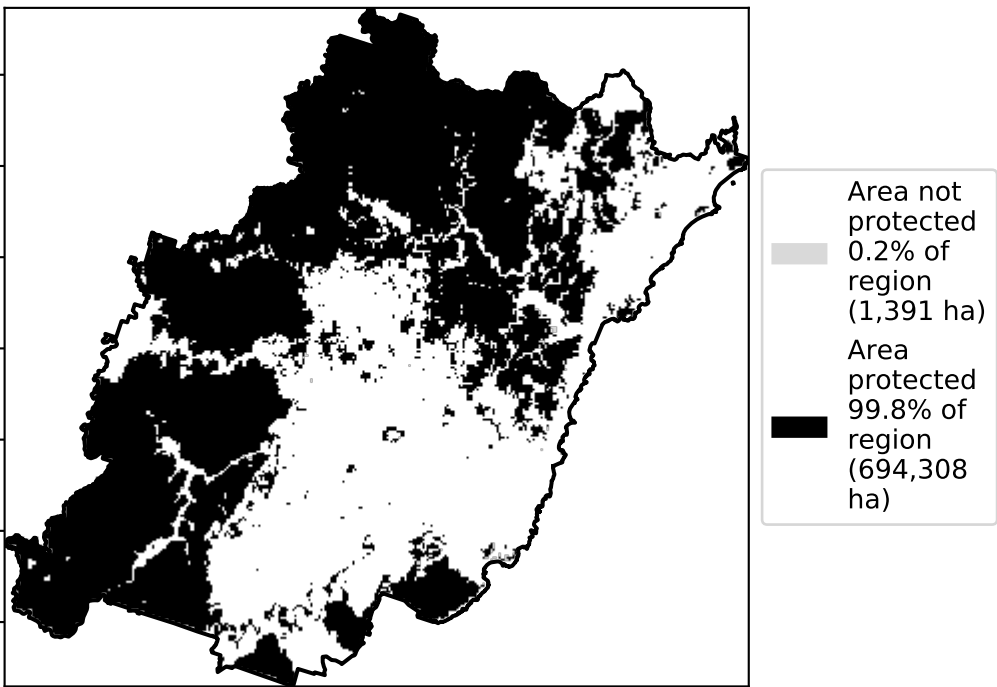 Area not
protected
0.2% of
region
(1,391 ha)
Area
protected
99.8% of
region
(694,308
ha)